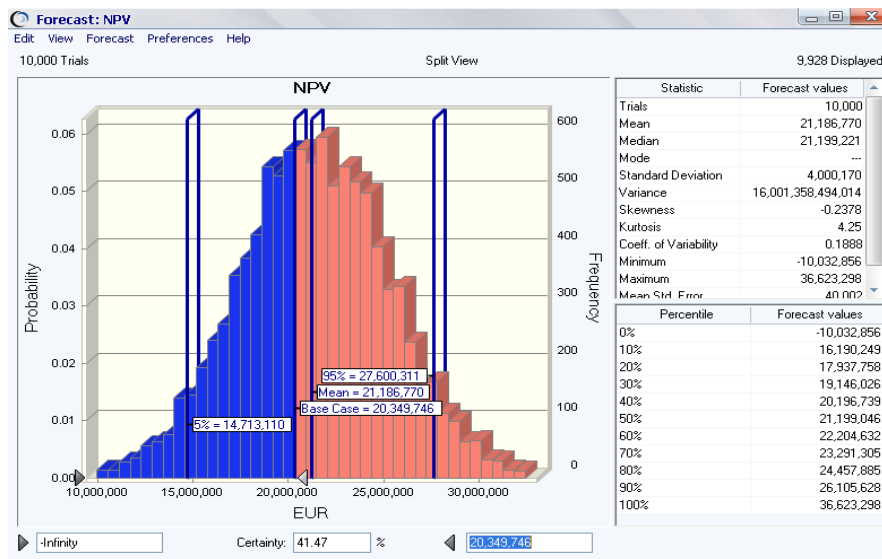 Forecast: NPV
Edit View Forecast Preferences Help
10,000 Trials Split View 9,928 Displayed
NPV
Probability
0.06
0.05
0.04
0.03
0.02
0.01
0.00
600
500
400
300
200
100
0
Frequency
95% = 27,600,311
Mean = 21,186,770
Base Case = 20,349,746
5% = 14,713,110
10,000,000 15,000,000 20,000,000 25,000,000 30,000,000
EUR
Statistic Forecast values
Trials 10,000
Mean 21,186,770
Median 21,199,221
Mode ---
Standard Deviation 4,000,170
Variance 16,001,358,494,014
Skewness -0.2378
Kurtosis 4.25
Coeff. of Variability 0.1888
Minimum -10,032,856
Maximum 36,623,298
Mean Std. Error 40,002
Percentile Forecast values
0% -10,032,856
10% 16,190,249
20% 17,937,758
30% 19,146,026
40% 20,196,739
50% 21,199,046
60% 22,204,632
70% 23,291,305
80% 24,457,885
90% 26,105,628
100% 36,623,298
-Infinity Certainty: 41.47 % 20,349,746